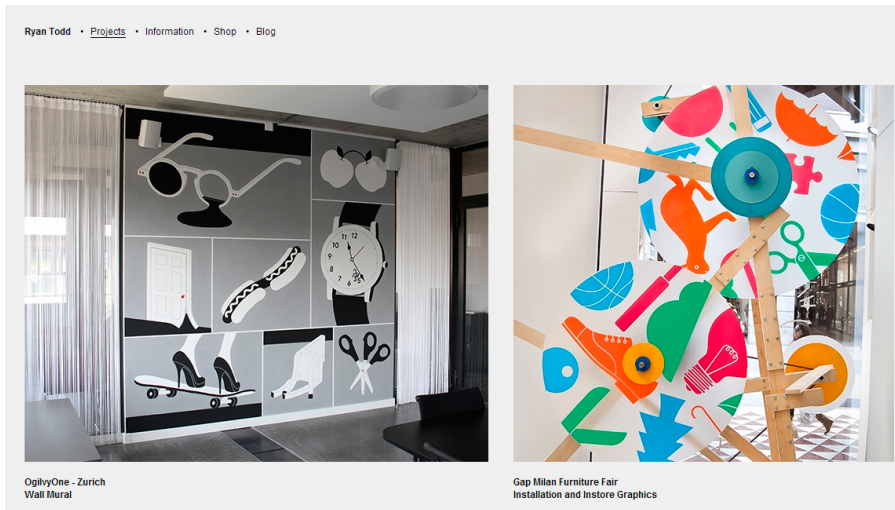 Ryan Todd • Projects • Information • Shop • Blog
OgilvyOne - Zurich
Wall Mural
Gap Milan Furniture Fair
Installation and Instore Graphics